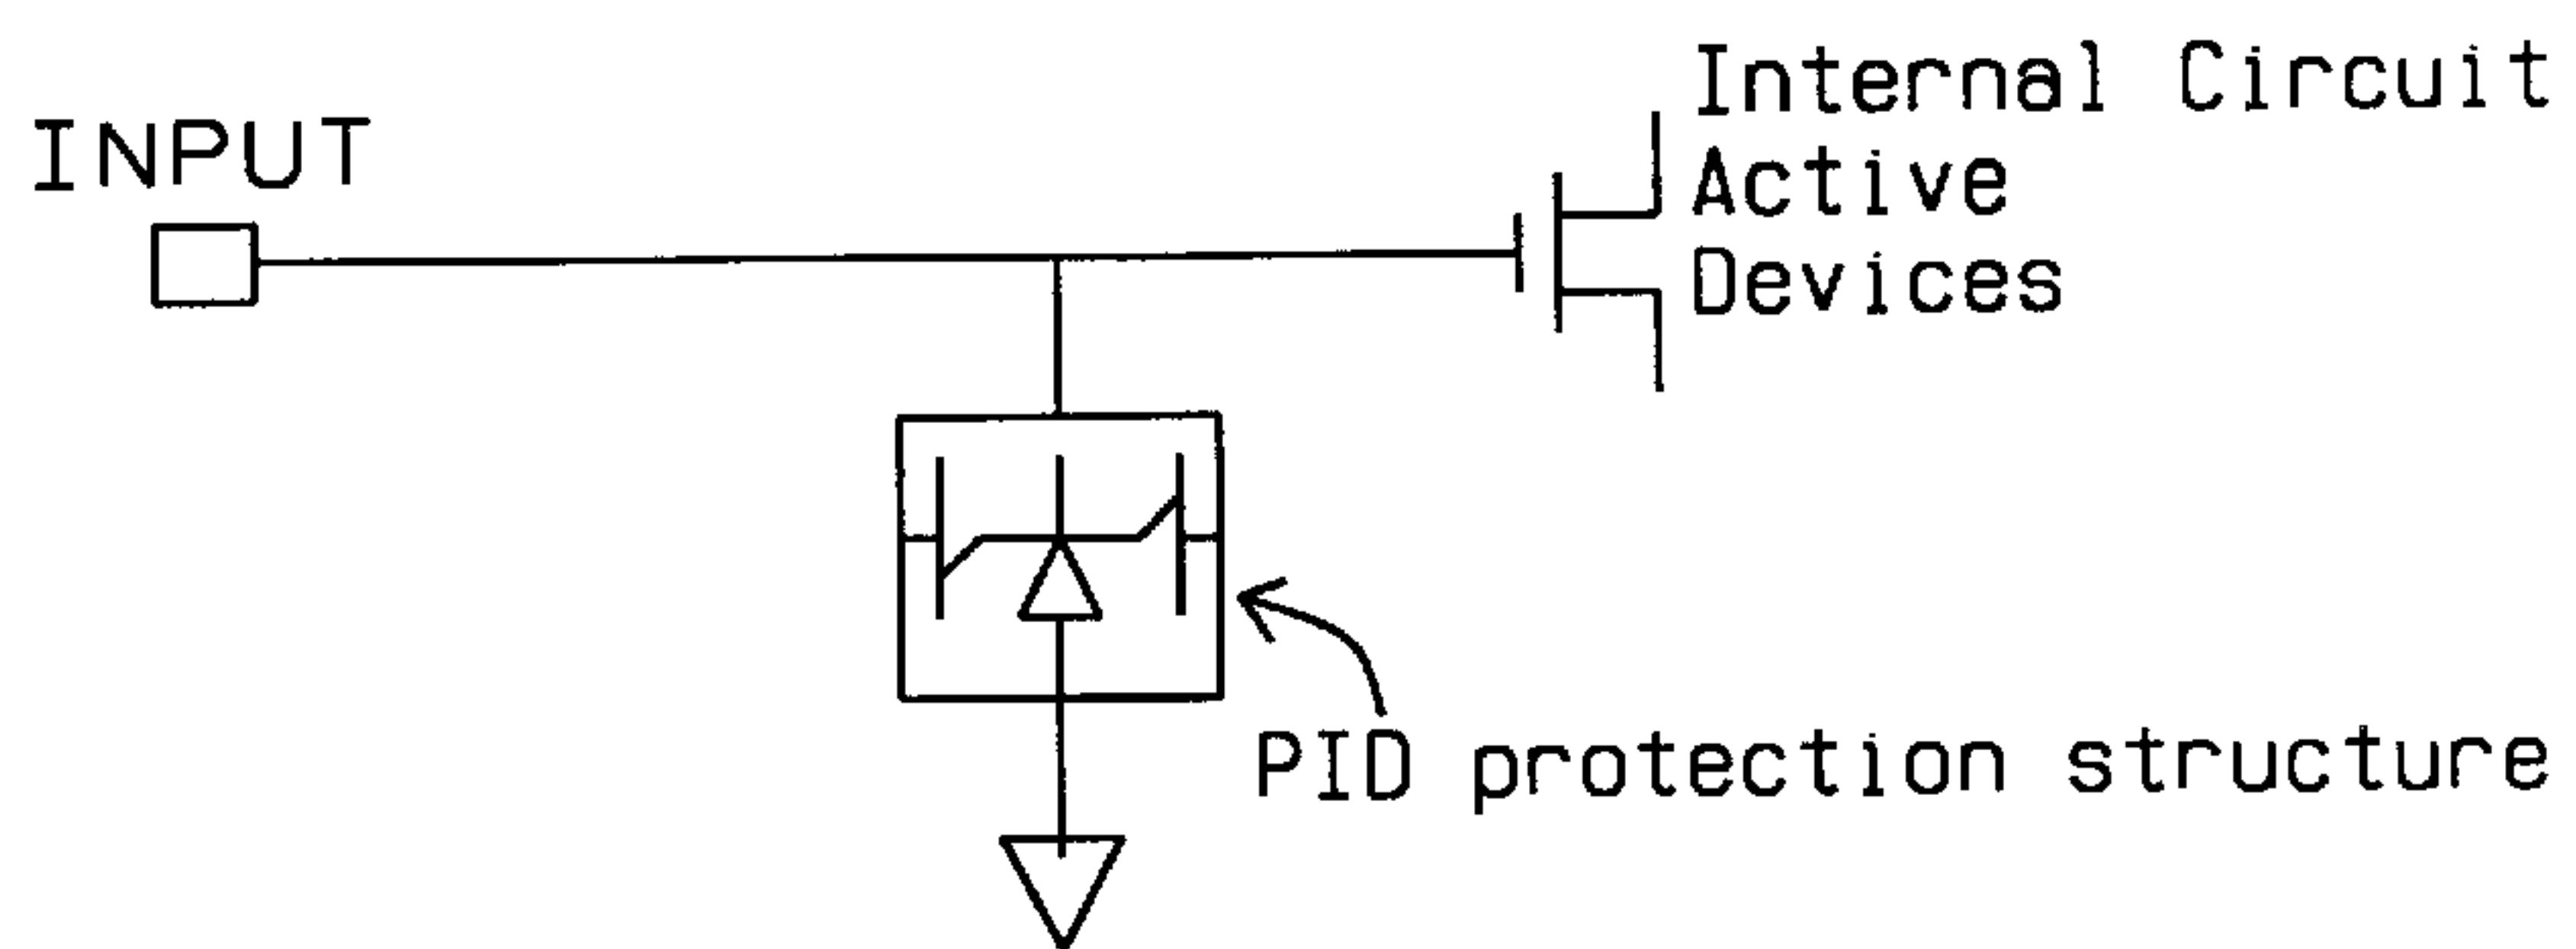 INPUT
Internal Circuit
Active
Devices
PID protection structure